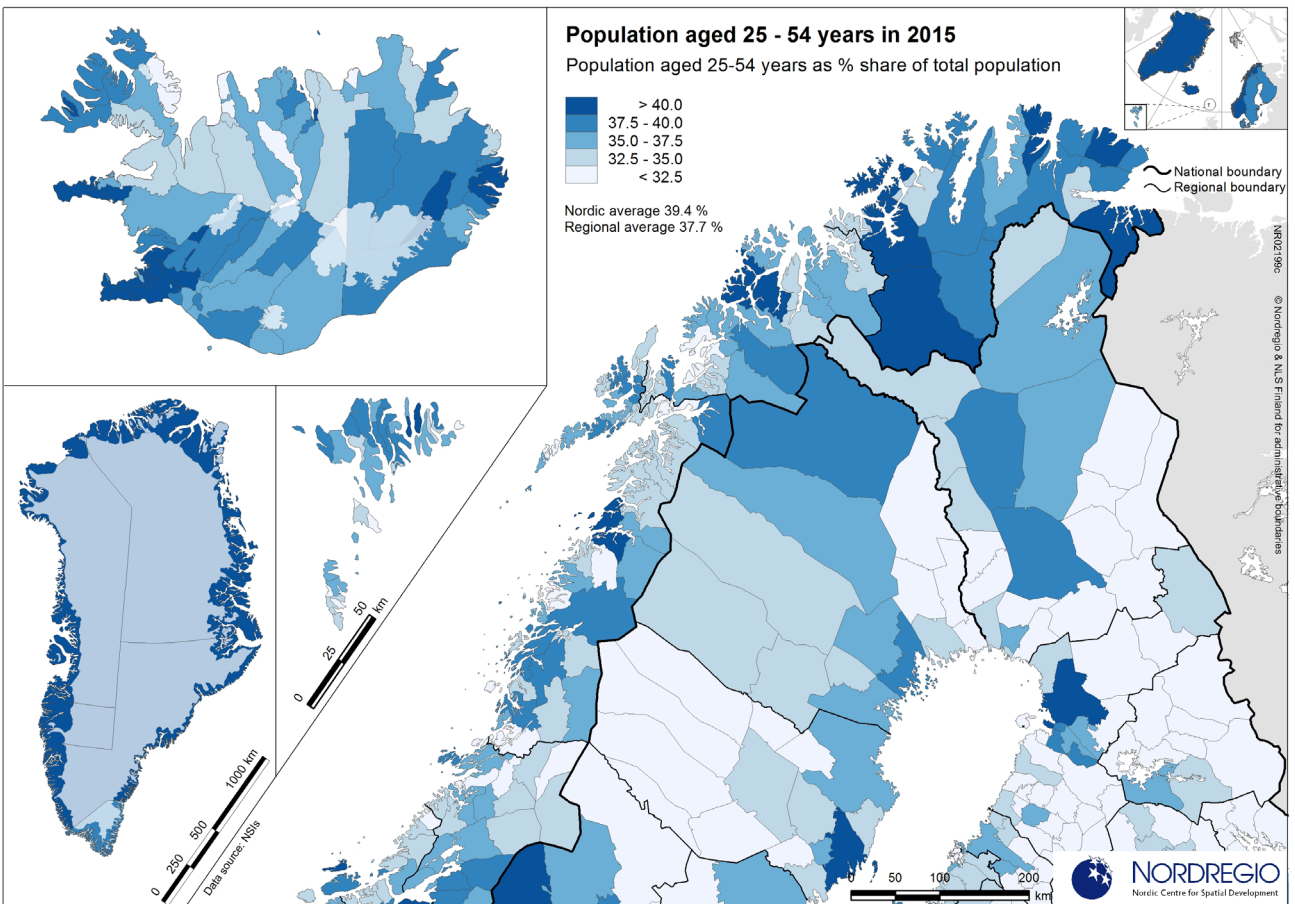 Population aged 25 - 54 years in 2015
Population aged 25-54 years as % share of total population
> 40.0
37.5 - 40.0
35.0 - 37.5
32.5 - 35.0
< 32.5
Nordic average 39.4 %
Regional average 37.7 %
National boundary
Regional boundary
NR02199c © Nordregio & NLS Finland for administrative boundaries
0 25 50 km
0 250 500 1000 km
Data source: NSIs
0 50 100 200 km
NORDREGIO
Nordic Centre for Spatial Development